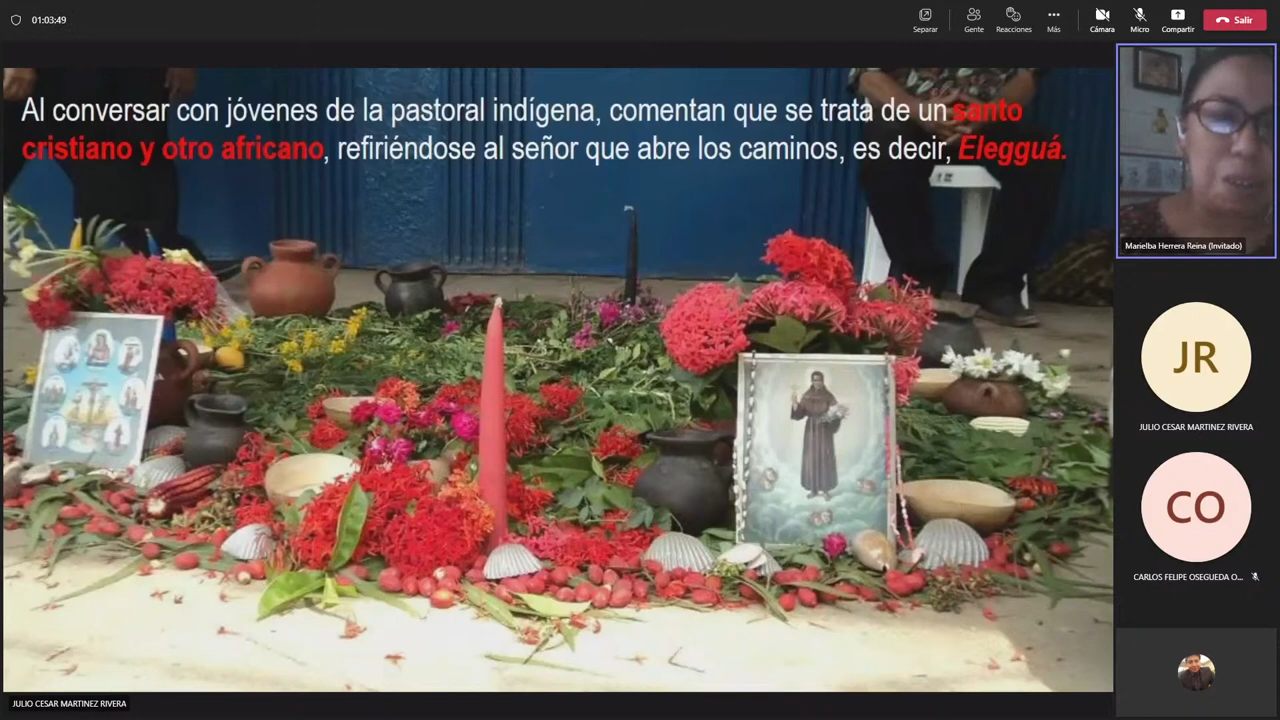 01:03:49
Separar
Gente
Reacciones
Más
Cámara
Micro
Compartir
Salir
Al conversar con jóvenes de la pastoral indígena, comentan que se trata de un santo
cristiano y otro africano, refiriéndose al señor que abre los caminos, es decir, Elegguá.
Marielba Herrera Reina (Invitado)
JR
JULIO CESAR MARTINEZ RIVERA
CO
CARLOS FELIPE OSEGUEDA O...
JULIO CESAR MARTINEZ RIVERA